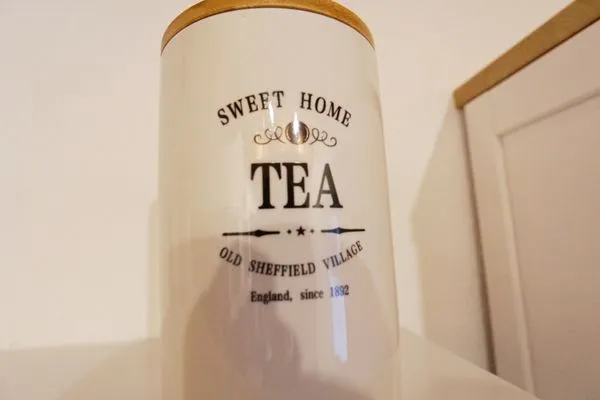 SWEET HOME
TEA
OLD SHEFFIELD VILLAGE
England, since 1892